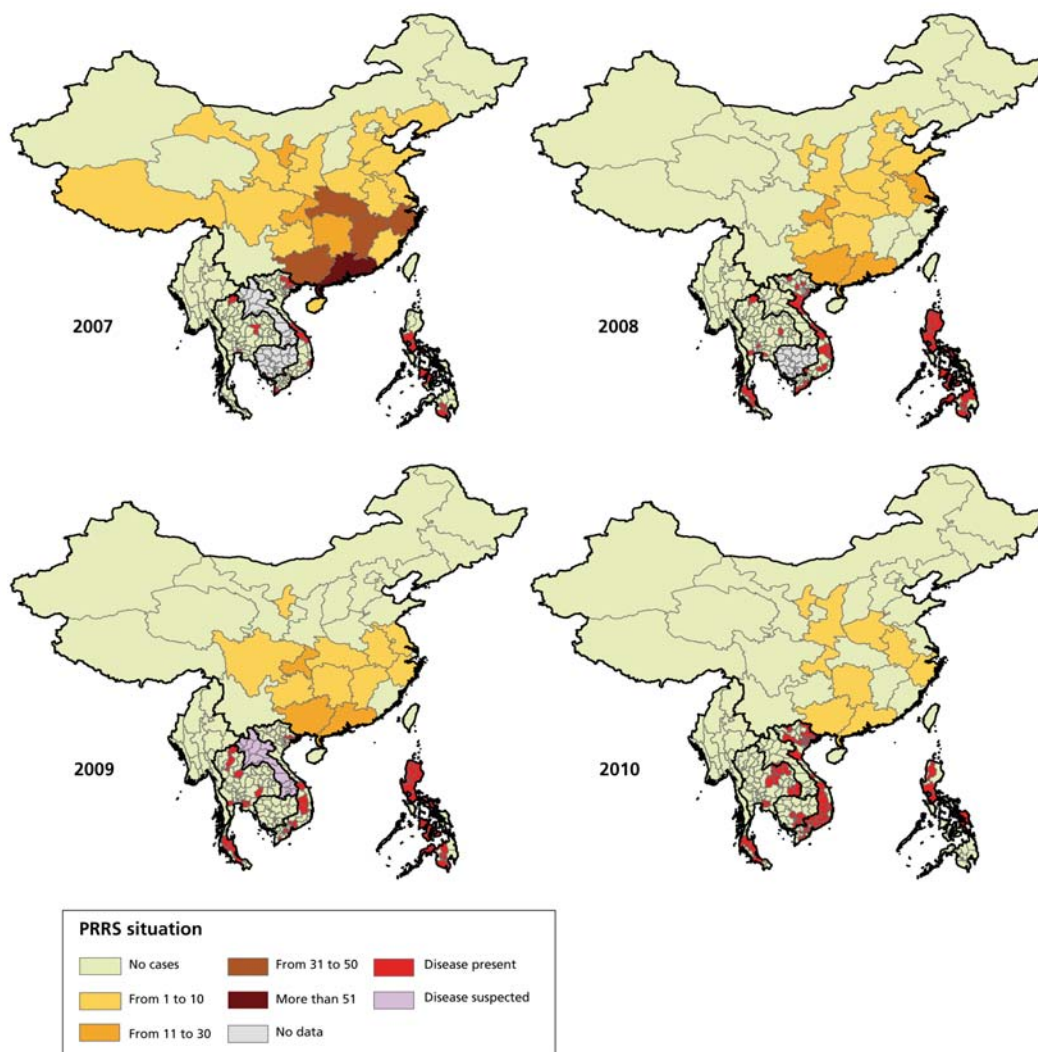 2007
2008
2009
2010
PRRS situation
No cases
From 31 to 50
Disease present
From 1 to 10
More than 51
Disease suspected
From 11 to 30
No data